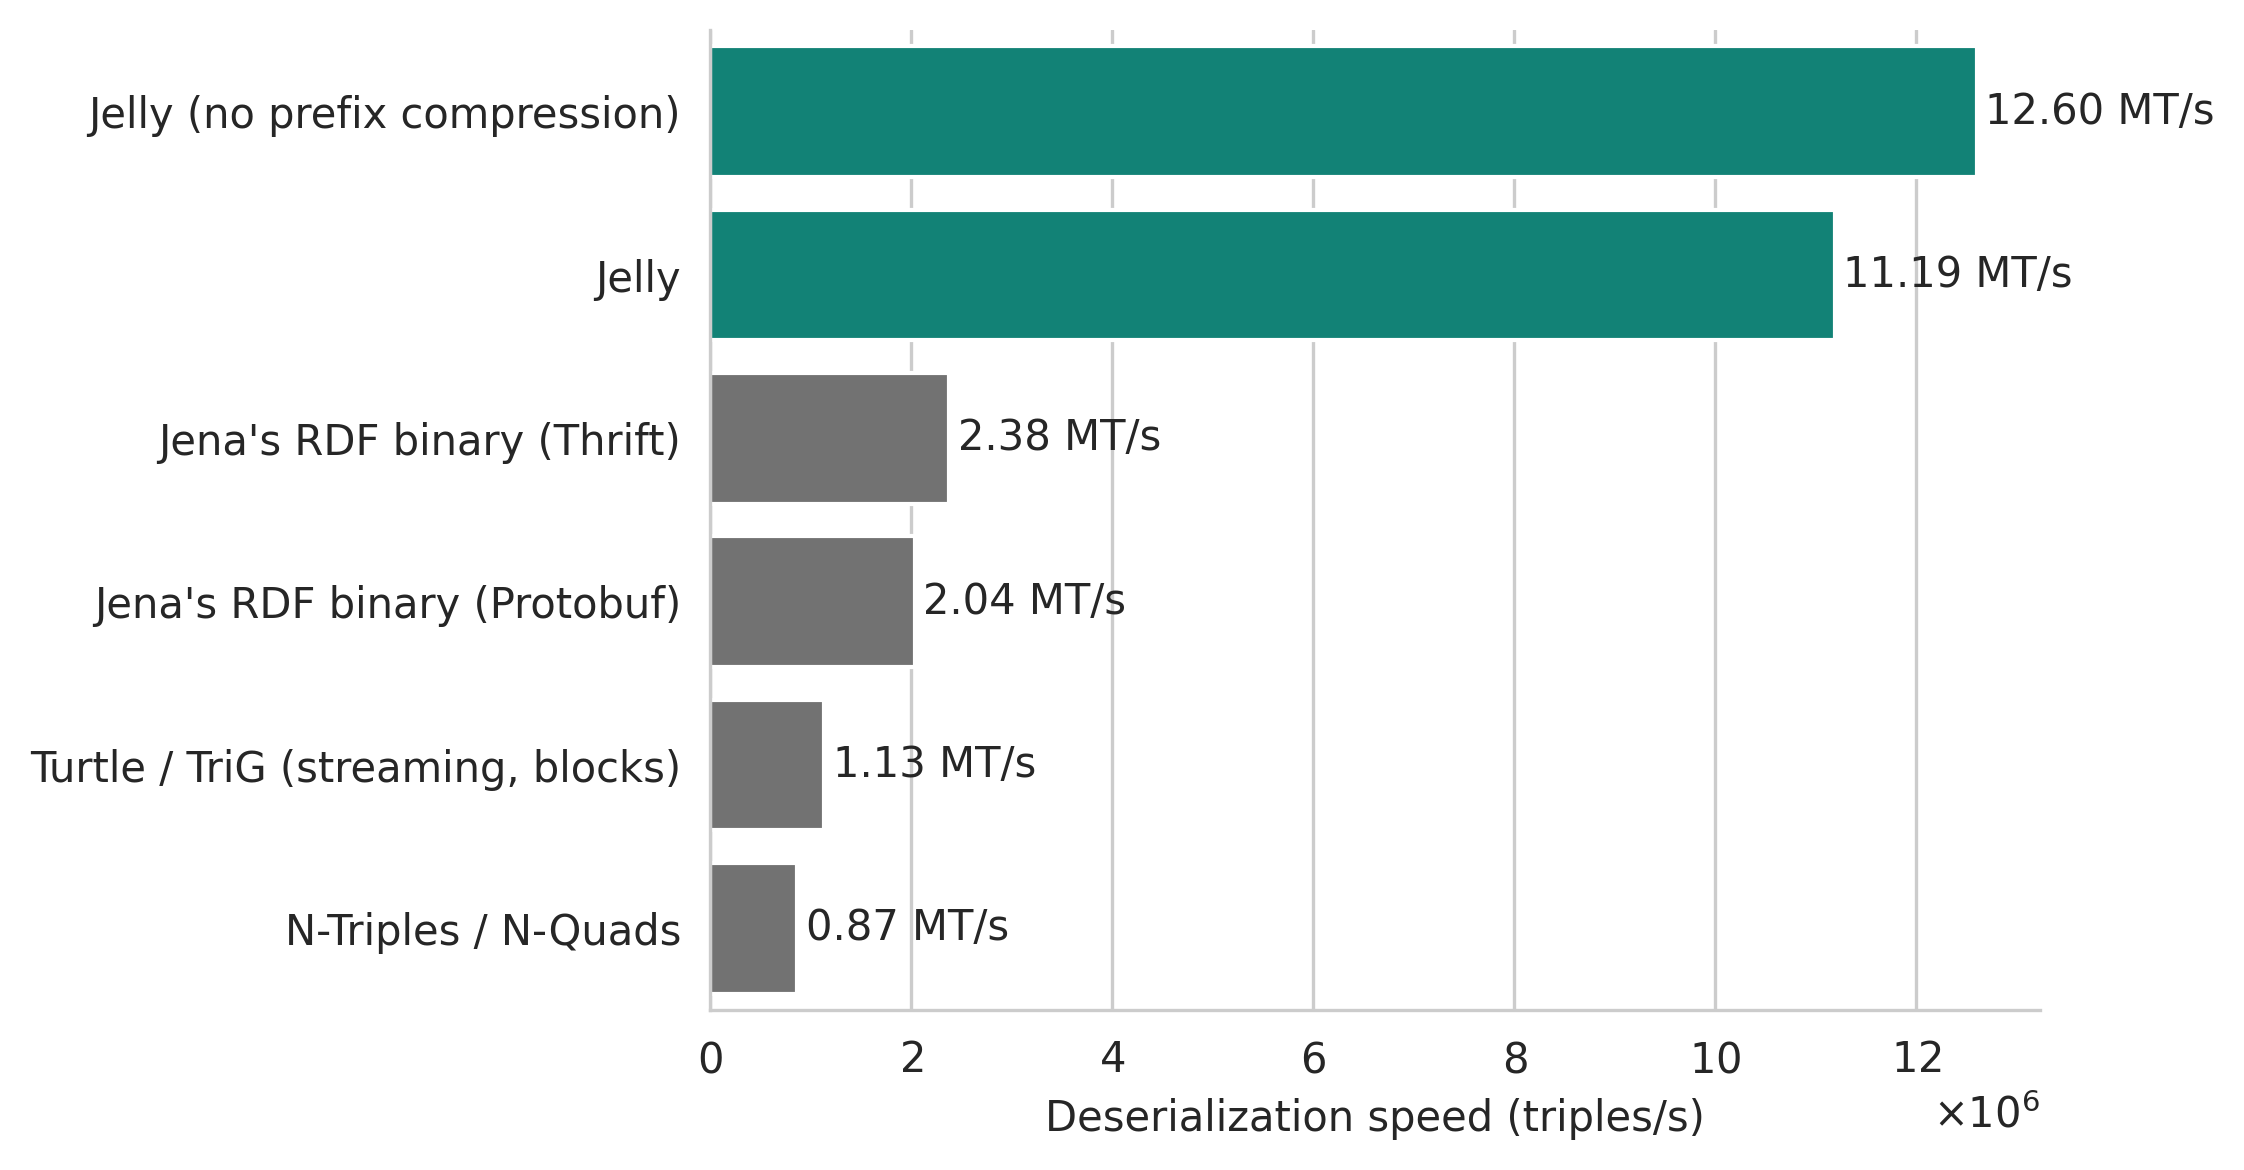 Jelly (no prefix compression)
12.60 MT/s
Jelly
11.19 MT/s
Jena's RDF binary (Thrift)
2.38 MT/s
Jena's RDF binary (Protobuf)
2.04 MT/s
Turtle / TriG (streaming, blocks)
1.13 MT/s
N-Triples / N-Quads
0.87 MT/s
0 2 4 6 8 10 12
×10⁶
Deserialization speed (triples/s)